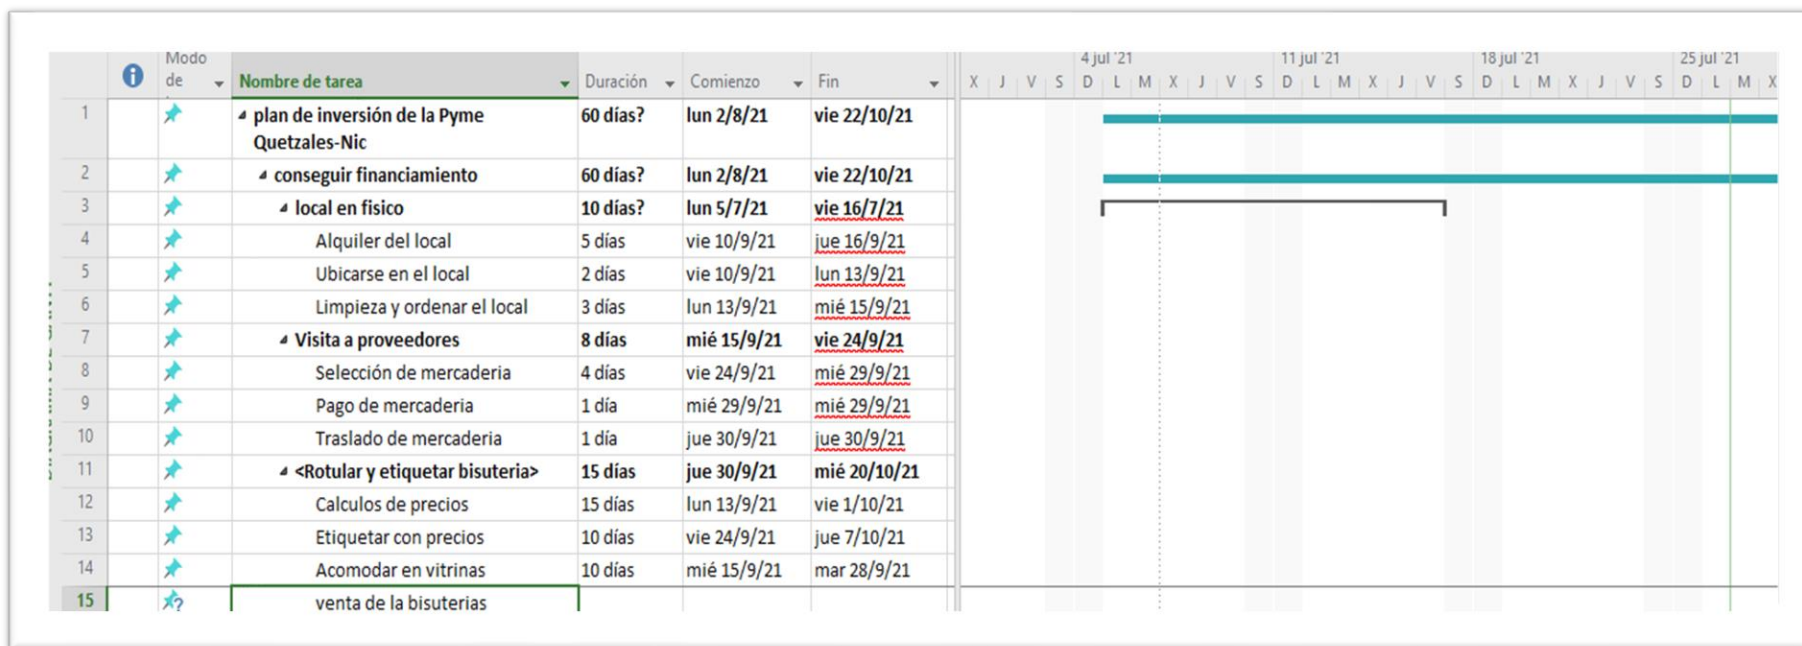 Modo
de
Nombre de tarea Duración Comienzo Fin
4 jul '21 11 jul '21 18 jul '21 25 jul '21
X J V S D L M X J V S D L M X J V S D L M X J V S D L M X
1 plan de inversión de la Pyme 60 días? lun 2/8/21 vie 22/10/21
Quetzales-Nic
2 conseguir financiamiento 60 días? lun 2/8/21 vie 22/10/21
3 local en fisico 10 días? lun 5/7/21 vie 16/7/21
4 Alquiler del local 5 días vie 10/9/21 jue 16/9/21
5 Ubicarse en el local 2 días vie 10/9/21 lun 13/9/21
6 Limpieza y ordenar el local 3 días lun 13/9/21 mié 15/9/21
7 Visita a proveedores 8 días mié 15/9/21 vie 24/9/21
8 Selección de mercaderia 4 días vie 24/9/21 mié 29/9/21
9 Pago de mercaderia 1 día mié 29/9/21 mié 29/9/21
10 Traslado de mercaderia 1 día jue 30/9/21 jue 30/9/21
11 <Rotular y etiquetar bisuteria> 15 días jue 30/9/21 mié 20/10/21
12 Calculos de precios 15 días lun 13/9/21 vie 1/10/21
13 Etiquetar con precios 10 días vie 24/9/21 jue 7/10/21
14 Acomodar en vitrinas 10 días mié 15/9/21 mar 28/9/21
15 venta de la bisuterias